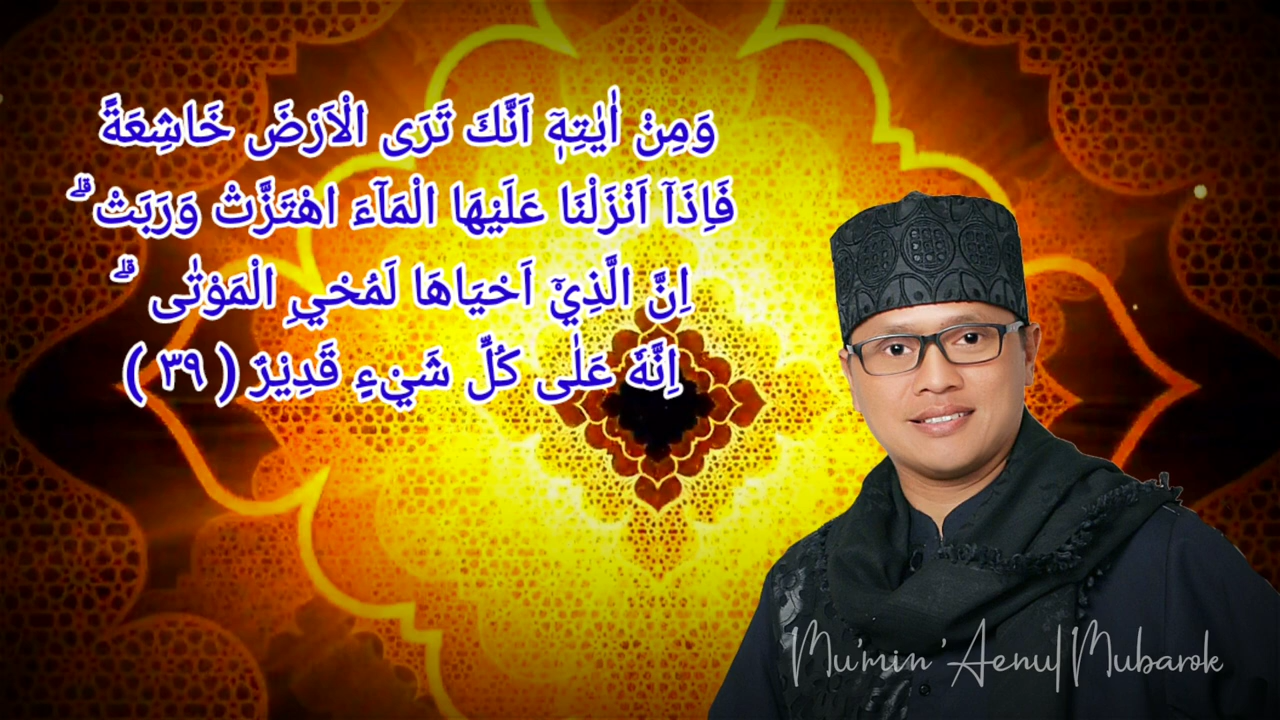 وَمِنْ اٰيٰتِهٖٓ اَنَّكَ تَرَى الْاَرْضَ خَاشِعَةً
فَاِذَآ اَنْزَلْنَا عَلَيْهَا الْمَاۤءَ اهْتَزَّتْ وَرَبَتْ ۗ
اِنَّ الَّذِيْٓ اَحْيَاهَا لَمُحْيِ الْمَوْتٰى ۗ
اِنَّهٗ عَلٰى كُلِّ شَيْءٍ قَدِيْرٌ ( ٣٩ )
Mu'min 'Aenul Mubarok